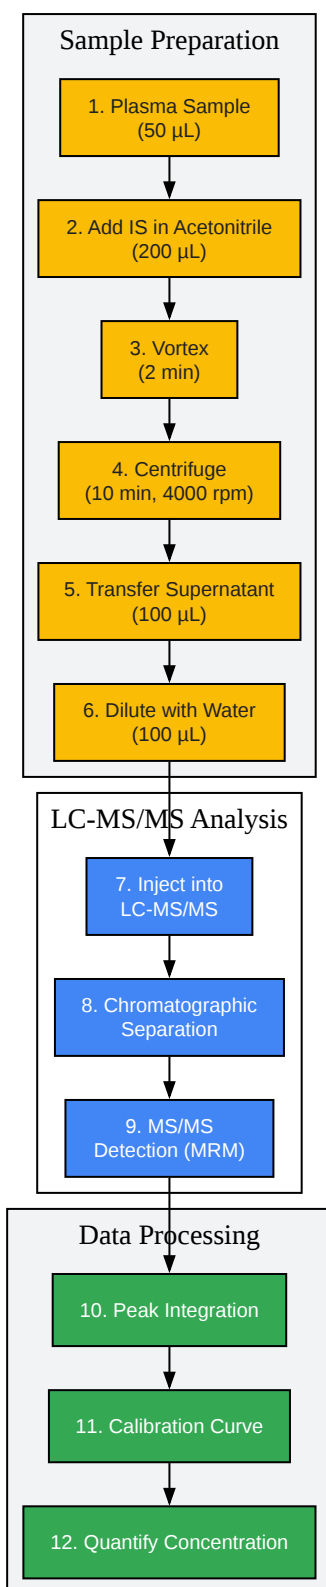 Sample Preparation
1. Plasma Sample
(50 µL)
2. Add IS in Acetonitrile
(200 µL)
3. Vortex
(2 min)
4. Centrifuge
(10 min, 4000 rpm)
5. Transfer Supernatant
(100 µL)
6. Dilute with Water
(100 µL)
LC-MS/MS Analysis
7. Inject into
LC-MS/MS
8. Chromatographic
Separation
9. MS/MS
Detection (MRM)
Data Processing
10. Peak Integration
11. Calibration Curve
12. Quantify Concentration